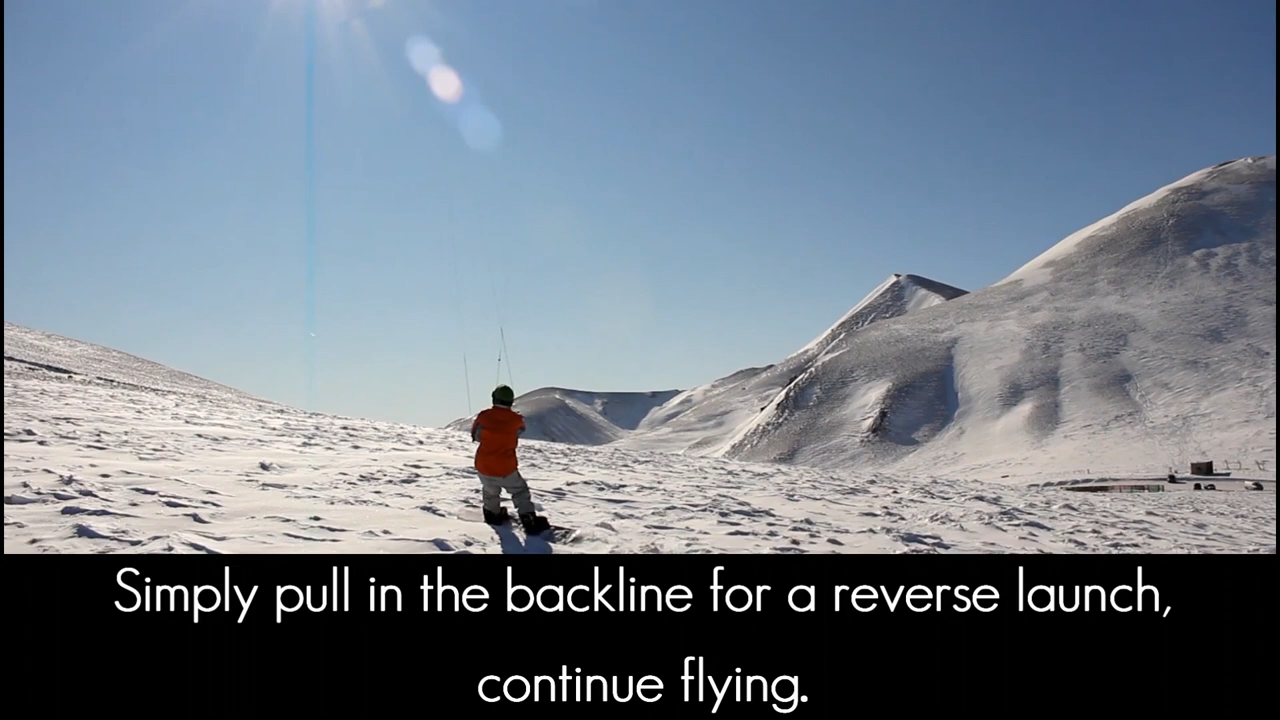 Simply pull in the backline for a reverse launch,
continue flying.